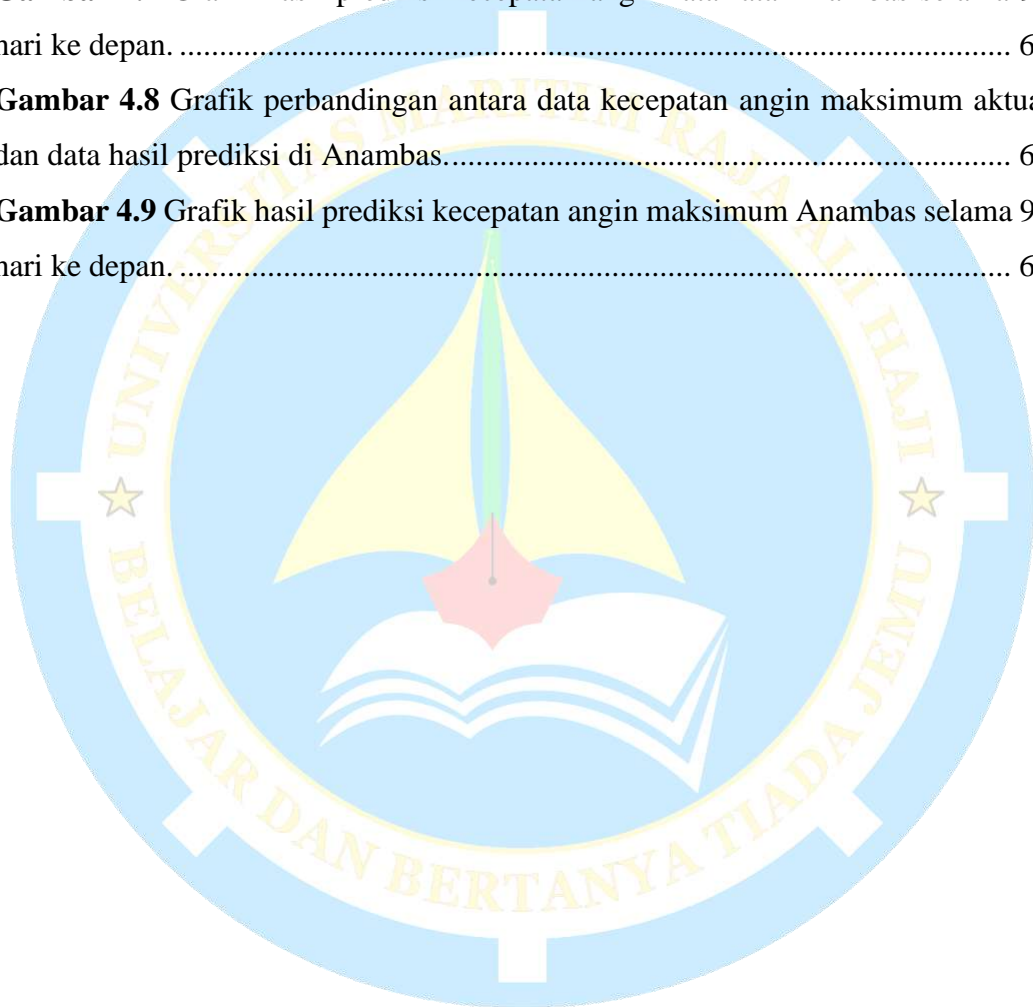 hari ke depan. .......................................................................................................... 6
Gambar 4.8 Grafik perbandingan antara data kecepatan angin maksimum aktua
dan data hasil prediksi di Anambas........................................................................ 6
Gambar 4.9 Grafik hasil prediksi kecepatan angin maksimum Anambas selama 9
hari ke depan. .......................................................................................................... 6
UNIVERSITAS MARITIM RAJA ALI HAJI
BELAJAR DAN BERTANYA TIADA JEMU